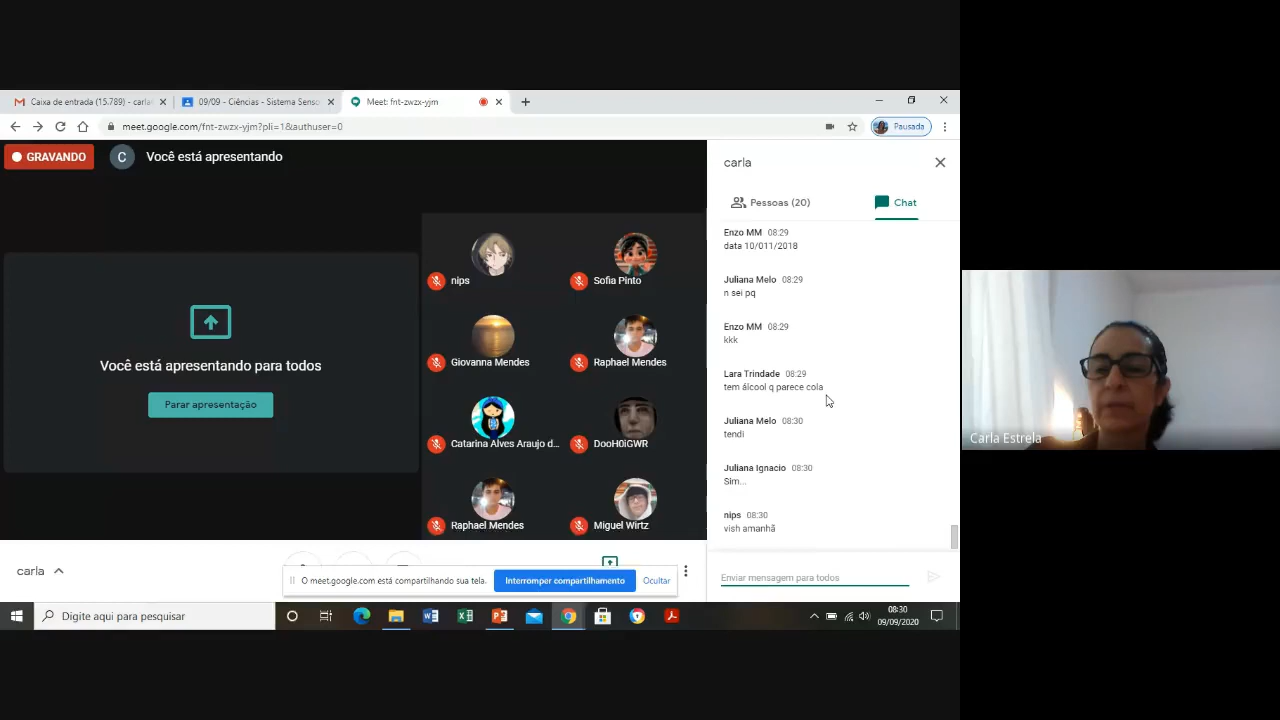 Caixa de entrada (15.789) - carla
09/09 - Ciências - Sistema Senso
Meet: fnt-zwzx-yjm
meet.google.com/fnt-zwzx-yjm?pli=1&authuser=0
Pausada
GRAVANDO
C
Você está apresentando
carla
Pessoas (20)
Chat
Você está apresentando para todos
Parar apresentação
nips
Sofia Pinto
Giovanna Mendes
Raphael Mendes
Catarina Alves Araujo d...
DooH0iGWR
Raphael Mendes
Miguel Wirtz
Enzo MM 08:29
data 10/011/2018
Juliana Melo 08:29
n sei pq
Enzo MM 08:29
kkk
Lara Trindade 08:29
tem álcool q parece cola
Juliana Melo 08:30
tendi
Juliana Ignacio 08:30
Sim...
nips 08:30
vish amanhã
Enviar mensagem para todos
carla
O meet.google.com está compartilhando sua tela.
Interromper compartilhamento
Ocultar
Digite aqui para pesquisar
08:30
09/09/2020
Carla Estrela